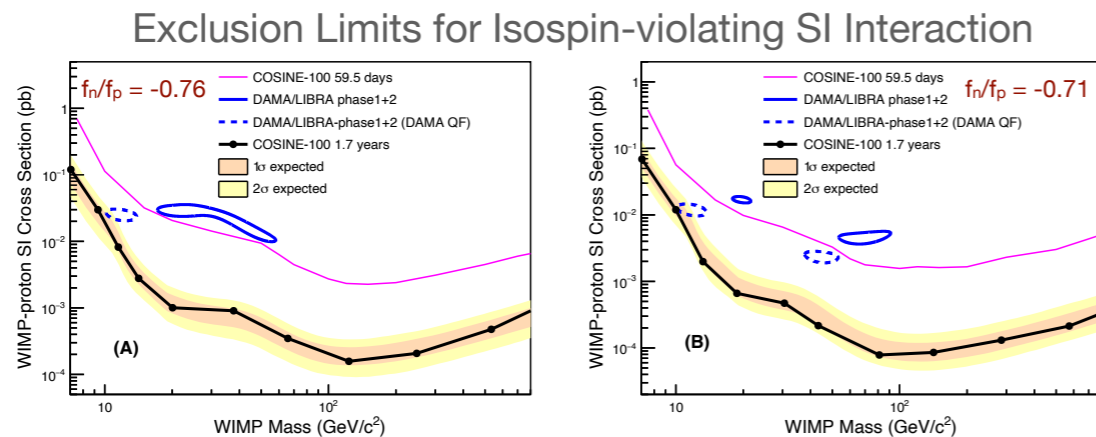 Exclusion Limits for Isospin-violating SI Interaction
WIMP-proton SI Cross Section (pb)
1
10⁻¹
10⁻²
10⁻³
10⁻⁴
fn/fp = -0.76
COSINE-100 59.5 days
DAMA/LIBRA phase1+2
DAMA/LIBRA-phase1+2 (DAMA QF)
COSINE-100 1.7 years
1σ expected
2σ expected
(A)
10
10²
WIMP Mass (GeV/c²)
WIMP-proton SI Cross Section (pb)
1
10⁻¹
10⁻²
10⁻³
10⁻⁴
COSINE-100 59.5 days
DAMA/LIBRA phase1+2
DAMA/LIBRA-phase1+2 (DAMA QF)
COSINE-100 1.7 years
1σ expected
2σ expected
fn/fp = -0.71
(B)
10
10²
WIMP Mass (GeV/c²)